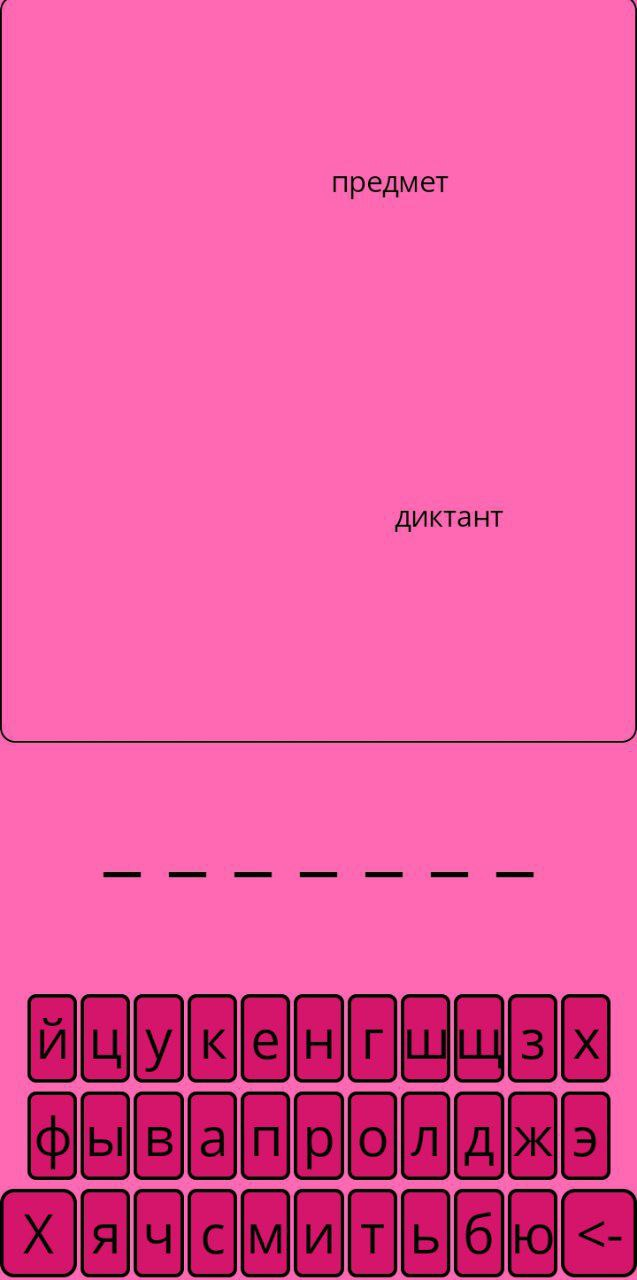 предмет
диктант
_ _ _ _ _ _ _
й ц у к е н г ш щ з х
ф ы в а п р о л д ж э
X я ч с м и т ь б ю <-